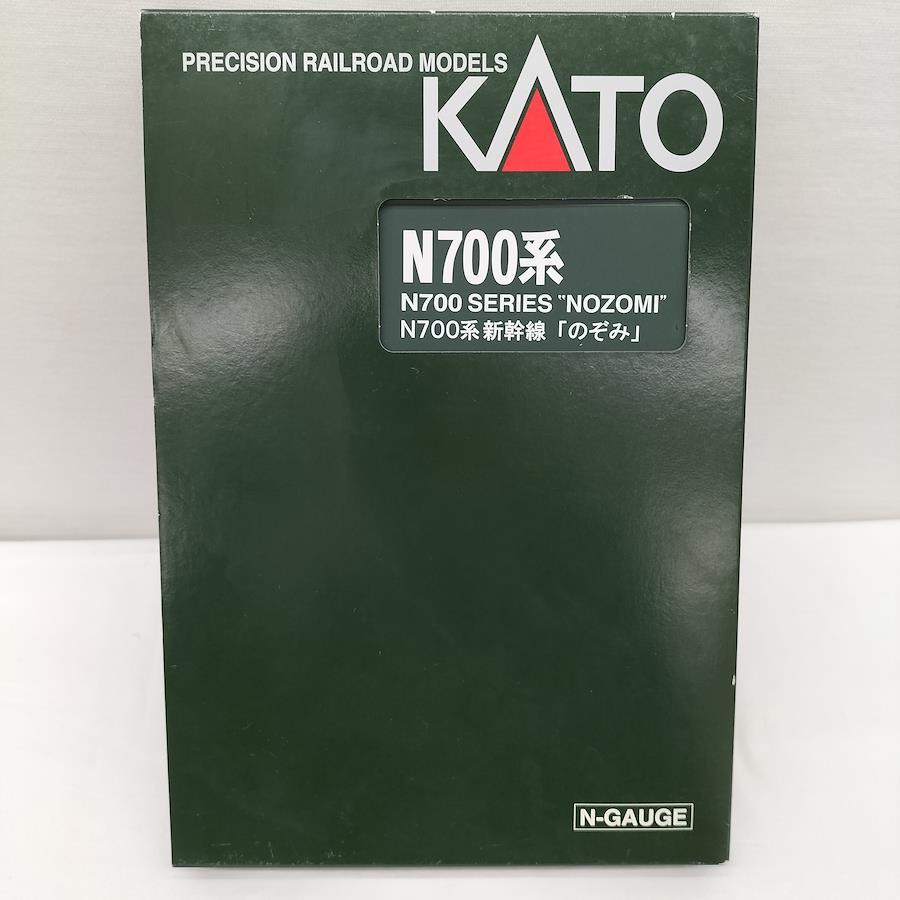 PRECISION RAILROAD MODELS
KATO
N700系
N700 SERIES "NOZOMI"
N700系新幹線「のぞみ」
N-GAUGE